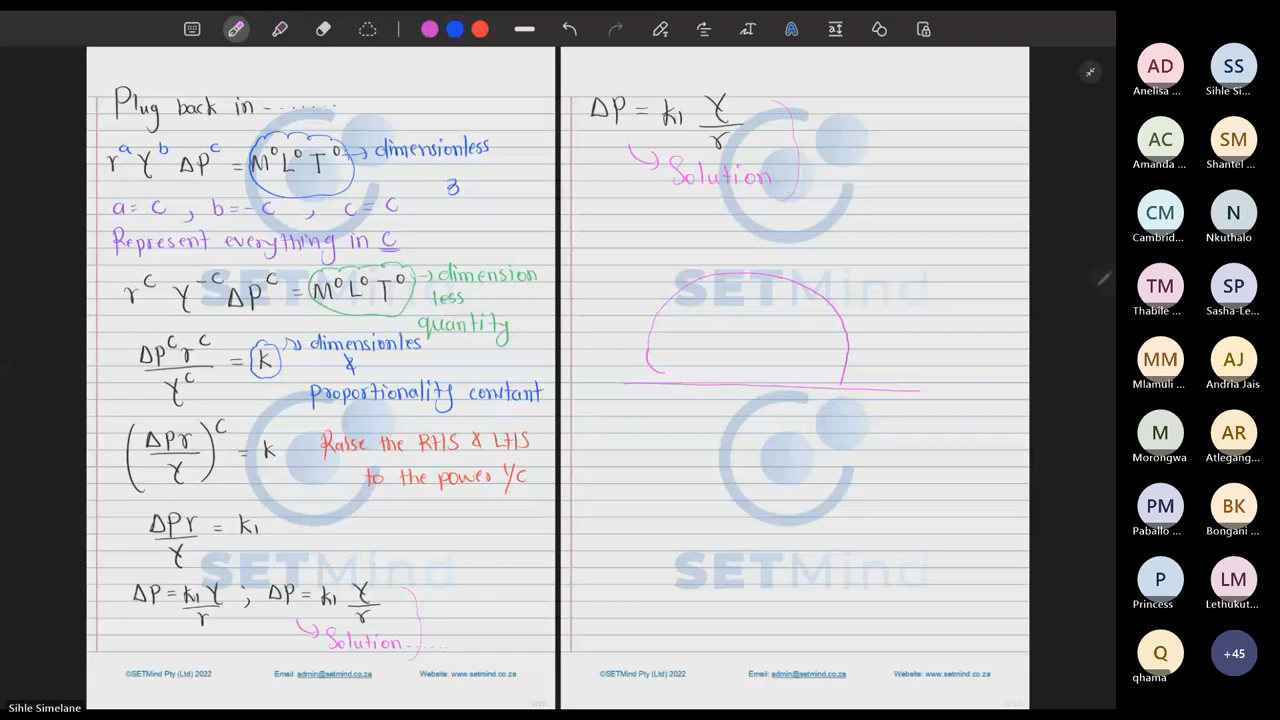 Plug back in ........
r^a γ^b ΔP^c = M^0 L^0 T^0 → dimensionless
3
a = c , b = -c , c = c
Represent everything in c
r^c γ^-c ΔP^c = M^0 L^0 T^0 → dimension
less
quantity
ΔP^c r^c / γ^c = k → dimensionles
&
proportionality constant
(ΔPr / γ)^c = k Raise the RHS & LHS
to the power 1/c
ΔPr / γ = k₁
ΔP = k₁γ / r ; ΔP = k₁ γ / r
↳ Solution......
©SETMind Pty (Ltd) 2022 Email: admin@setmind.co.za Website: www.setmind.co.za
ΔP = k₁ γ / r
↳ Solution
©SETMind Pty (Ltd) 2022 Email: admin@setmind.co.za Website: www.setmind.co.za
SETMind
SETMind
SETMind
SETMind
AD SS
Anelisa ... Sihle Si...
AC SM
Amanda ... Shantel ...
CM N
Cambrid... Nkuthalo
TM SP
Thabile ... Sasha-Le...
MM AJ
Mlamuli ... Andria Jais
M AR
Morongwa Atlegang...
PM BK
Paballo ... Bongani ...
P LM
Princess Lethukut...
Q +45
qhama
Sihle Simelane